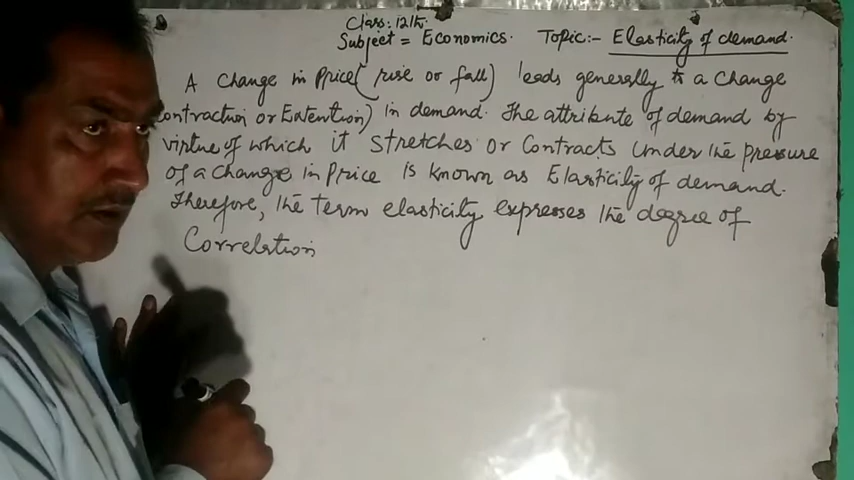 Class: 12th.
Subject = Economics. Topic:- Elasticity of demand.
A change in price (rise or fall) leads generally to a change
contraction or Extention) in demand. The attribute of demand by
virtue of which it stretches or contracts under the pressure
of a change in price is known as Elasticity of demand.
Therefore, the term elasticity expresses the degree of
Correlation